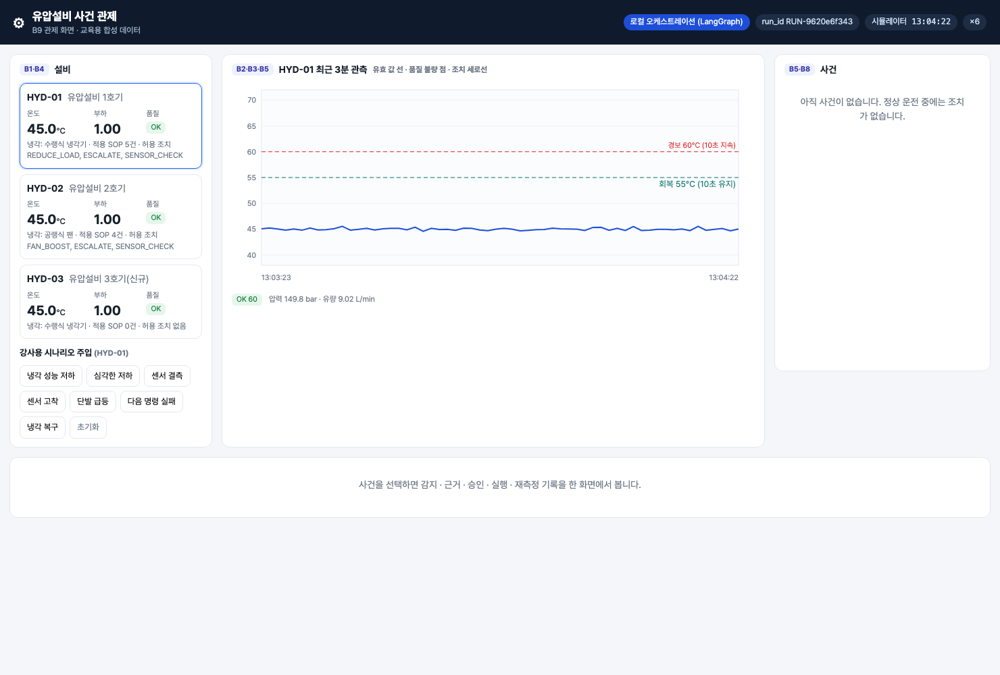 유압설비 사건 관제
B9 관제 화면 · 교육용 합성 데이터
로컬 오케스트레이션 (LangGraph)
run_id RUN-9620e6f343
시뮬레이터 13:04:22
×6
B1·B4 설비
HYD-01 유압설비 1호기
온도 부하 품질
45.0°C 1.00 OK
냉각: 수랭식 냉각기 · 적용 SOP 5건 · 허용 조치
REDUCE_LOAD, ESCALATE, SENSOR_CHECK
HYD-02 유압설비 2호기
온도 부하 품질
45.0°C 1.00 OK
냉각: 공랭식 팬 · 적용 SOP 4건 · 허용 조치
FAN_BOOST, ESCALATE, SENSOR_CHECK
HYD-03 유압설비 3호기(신규)
온도 부하 품질
45.0°C 1.00 OK
냉각: 수랭식 냉각기 · 적용 SOP 0건 · 허용 조치 없음
강사용 시나리오 주입 (HYD-01)
냉각 성능 저하 심각한 저하 센서 결측
센서 고착 단발 급등 다음 명령 실패
냉각 복구 초기화
B2·B3·B5 HYD-01 최근 3분 관측 유효 값 선 · 품질 불량 점 · 조치 세로선
70
65
경보 60°C (10초 지속)
60
55
회복 55°C (10초 유지)
50
45
40
13:03:23 13:04:22
OK 60 압력 149.8 bar · 유량 9.02 L/min
B5·B8 사건
아직 사건이 없습니다. 정상 운전 중에는 조치
가 없습니다.
사건을 선택하면 감지 · 근거 · 승인 · 실행 · 재측정 기록을 한 화면에서 봅니다.